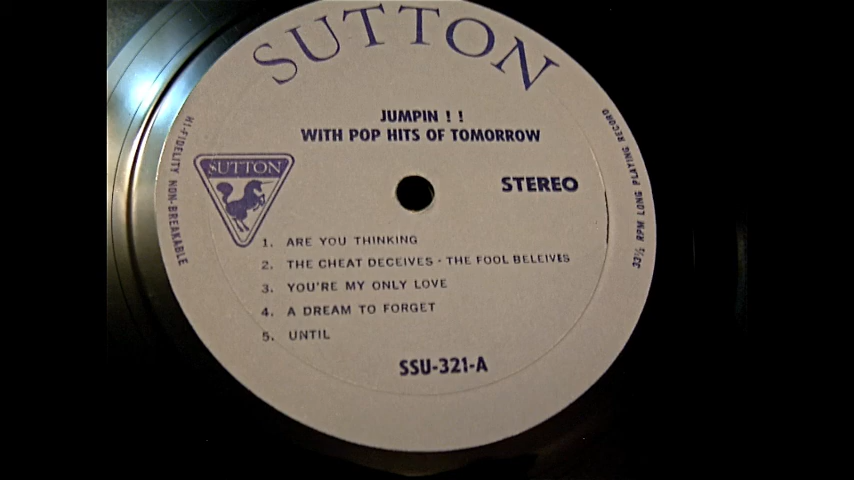 SUTTON
JUMPIN ! !
WITH POP HITS OF TOMORROW
HI-FIDELITY NON-BREAKABLE
SUTTON
STEREO
33⅓ RPM LONG PLAYING RECORD
1. ARE YOU THINKING
2. THE CHEAT DECEIVES - THE FOOL BELEIVES
3. YOU'RE MY ONLY LOVE
4. A DREAM TO FORGET
5. UNTIL
SSU-321-A